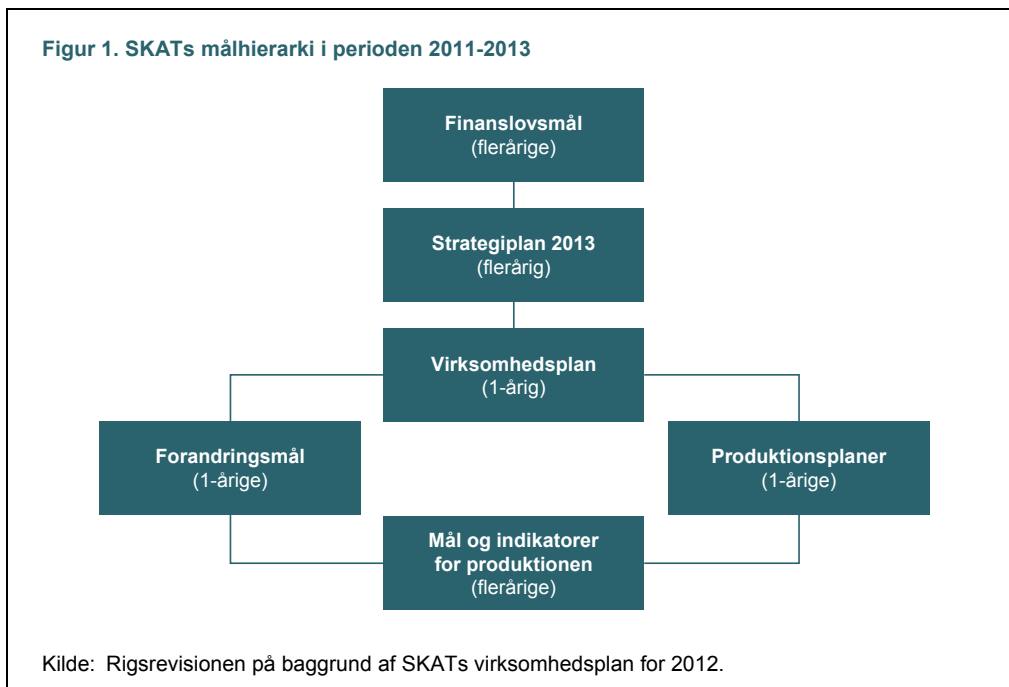 Figur 1. SKATs målhierarki i perioden 2011-2013
Finanslovsmål
(flerårige)
Strategiplan 2013
(flerårig)
Virksomhedsplan
(1-årig)
Forandringsmål
(1-årige)
Produktionsplaner
(1-årige)
Mål og indikatorer
for produktionen
(flerårige)
Kilde: Rigsrevisionen på baggrund af SKATs virksomhedsplan for 2012.